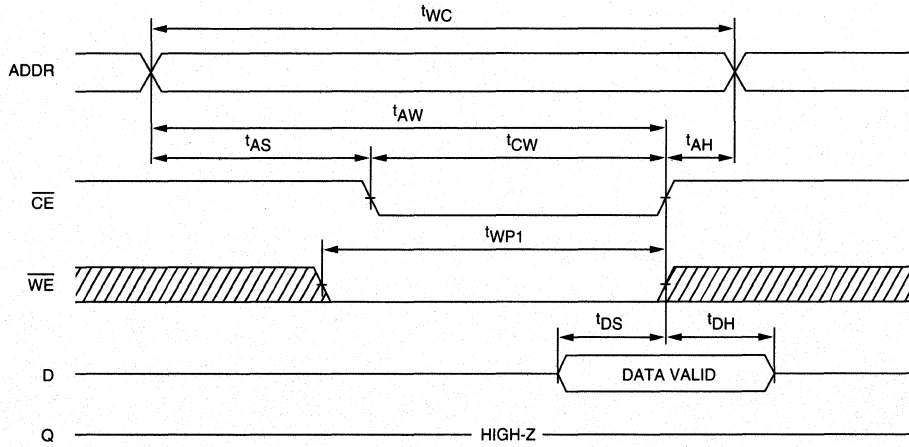 tWC
ADDR
tAW
tAS
tCW
tAH
CE
tWP1
WE
tDS
tDH
D
DATA VALID
Q
HIGH-Z